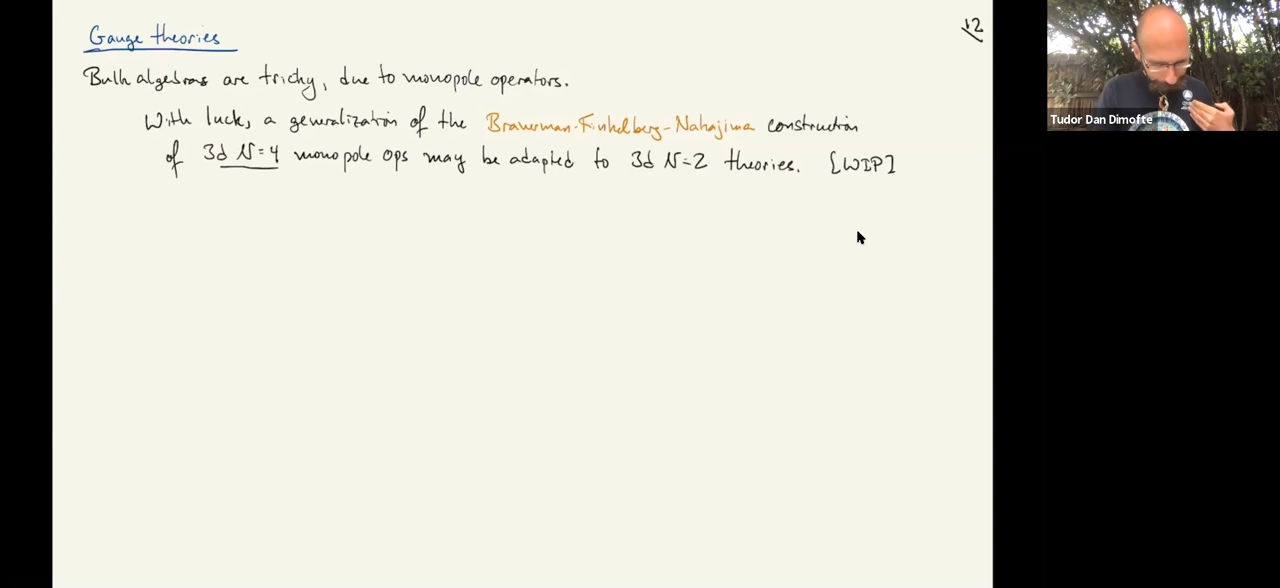 Gauge theories
12
Bulk algebras are tricky, due to monopole operators.
With luck, a generalization of the Braverman-Finkelberg-Nakajima construction
of 3d N=4 monopole ops may be adapted to 3d N=2 theories. [WIP]
Tudor Dan Dimofte